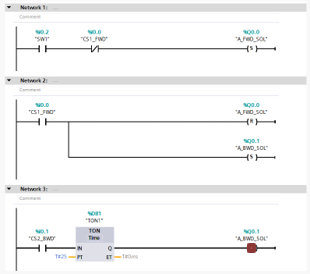 Network 1: ...
Comment
%I0.2 %I0.0 %Q0.0
"SW1" "CS1_FWD" "A_FWD_SOL"
S
Network 2: ...
Comment
%I0.0 %Q0.0
"CS1_FWD" "A_FWD_SOL"
R
%Q0.1
"A_BWD_SOL"
S
Network 3: ...
Comment
%DB1
"TON1"
%I0.1 TON %Q0.1
"CS2_BWD" Time "A_BWD_SOL"
IN Q
T#2S PT ET T#0ms